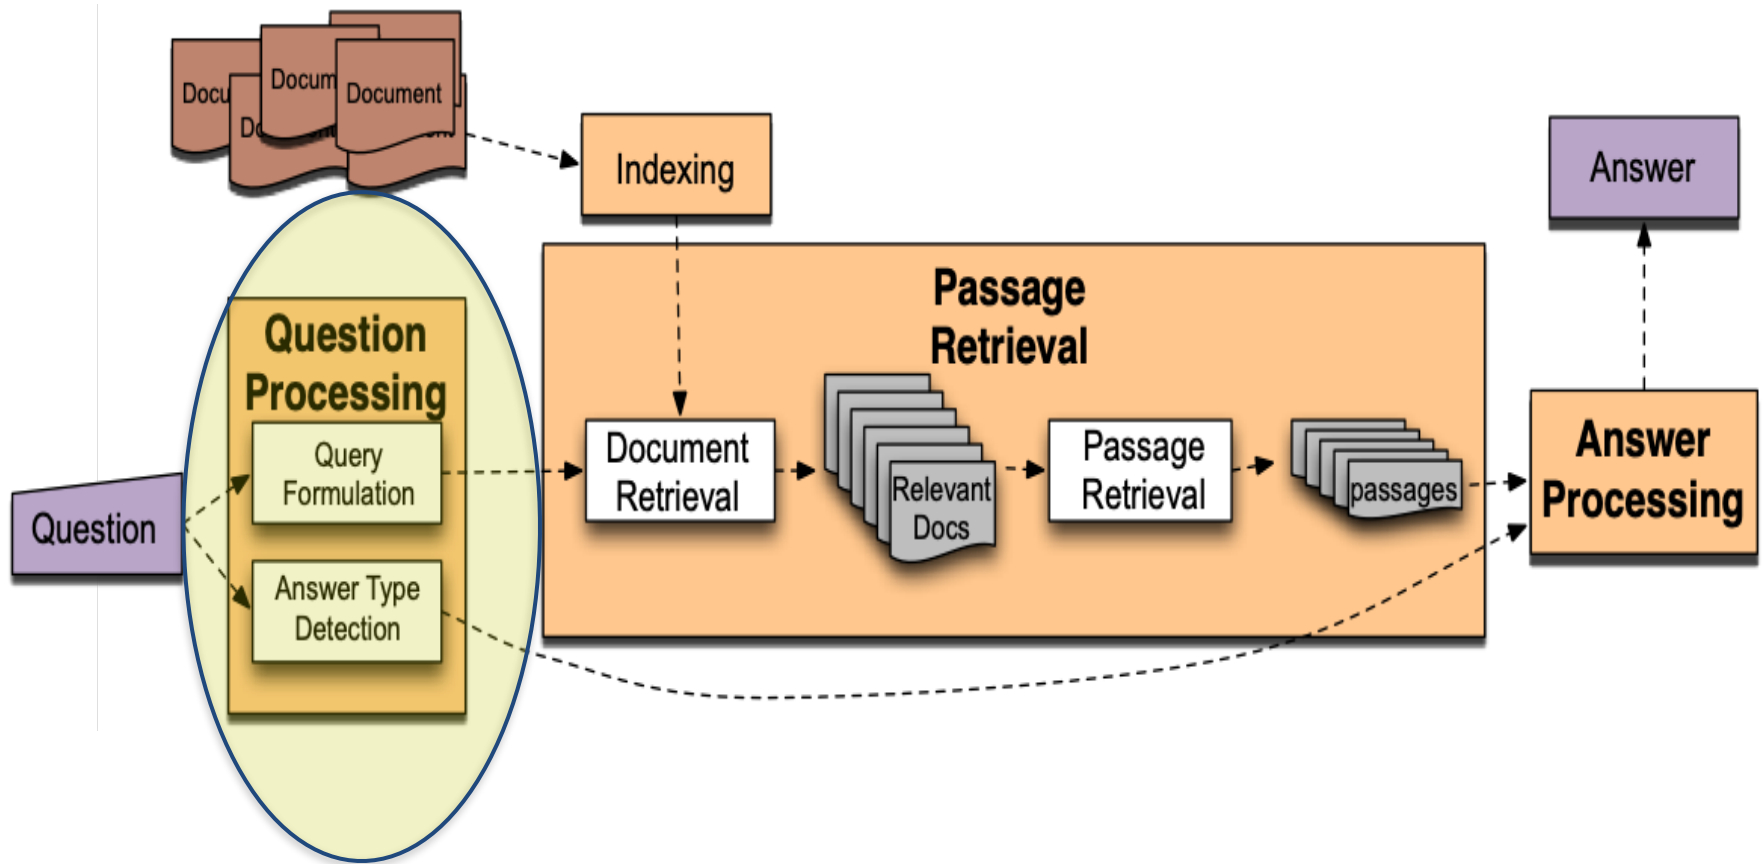 Docu
Docum
Document
Indexing
Answer
Passage
Retrieval
Question
Processing
Query
Formulation
Answer Type
Detection
Question
Document
Retrieval
Relevant
Docs
Passage
Retrieval
passages
Answer
Processing